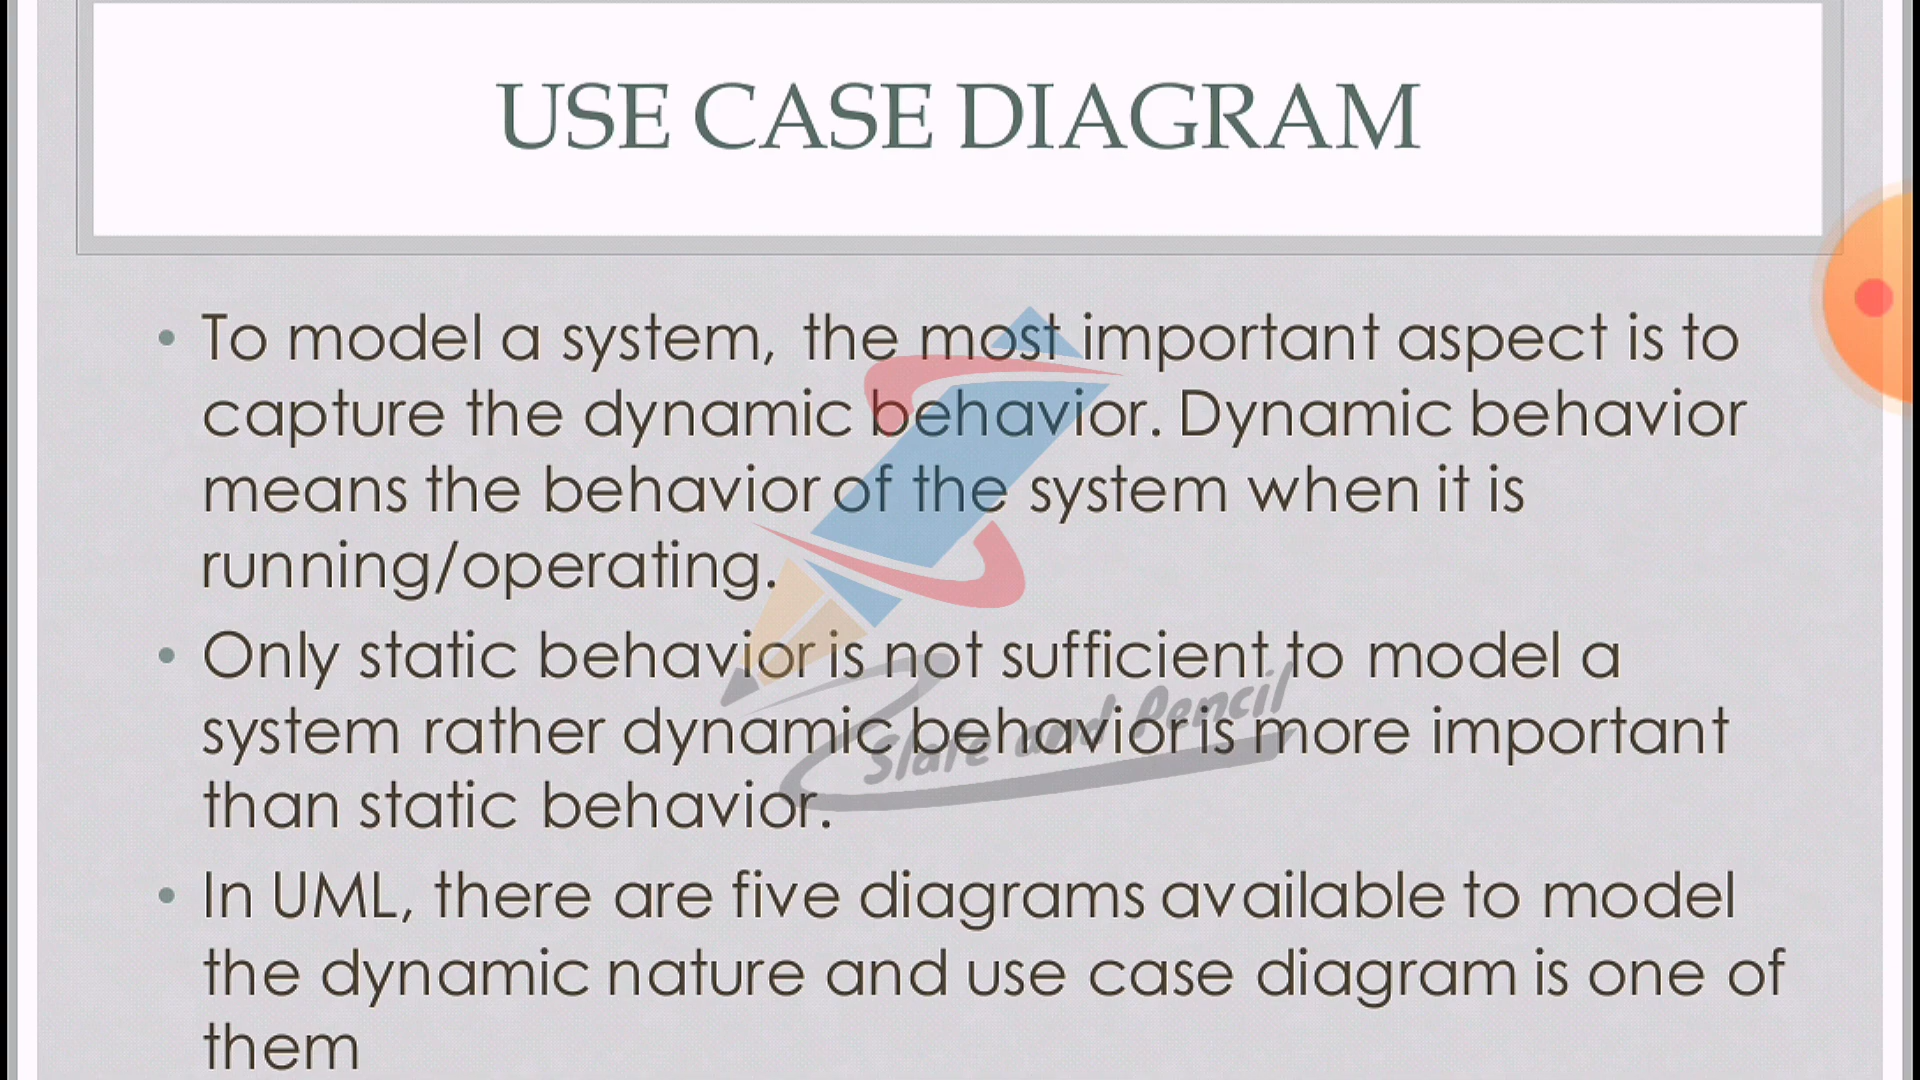 USE CASE DIAGRAM
• To model a system, the most important aspect is to
capture the dynamic behavior. Dynamic behavior
means the behavior of the system when it is
running/operating.
• Only static behavior is not sufficient to model a
system rather dynamic behavior is more important
than static behavior.
Slate and Pencil
• In UML, there are five diagrams available to model
the dynamic nature and use case diagram is one of
them